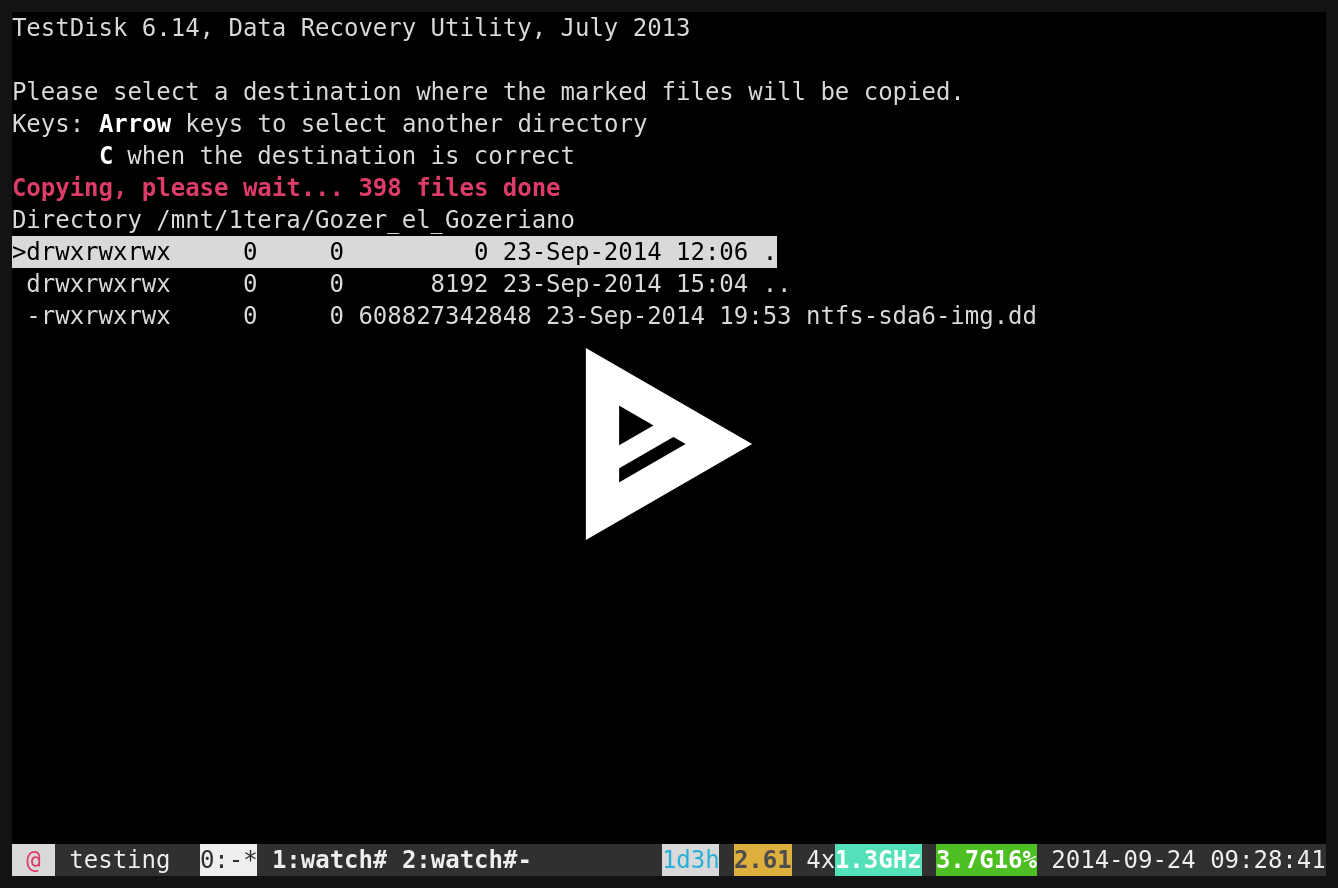 TestDisk 6.14, Data Recovery Utility, July 2013
Please select a destination where the marked files will be copied.
Keys: Arrow keys to select another directory
C when the destination is correct
Copying, please wait... 398 files done
Directory /mnt/1tera/Gozer_el_Gozeriano
>drwxrwxrwx     0     0         0 23-Sep-2014 12:06 .
drwxrwxrwx     0     0      8192 23-Sep-2014 15:04 ..
-rwxrwxrwx     0     0 608827342848 23-Sep-2014 19:53 ntfs-sda6-img.dd
@ testing  0:-* 1:watch# 2:watch#-         1d3h 2.61 4x1.3GHz 3.7G16% 2014-09-24 09:28:41